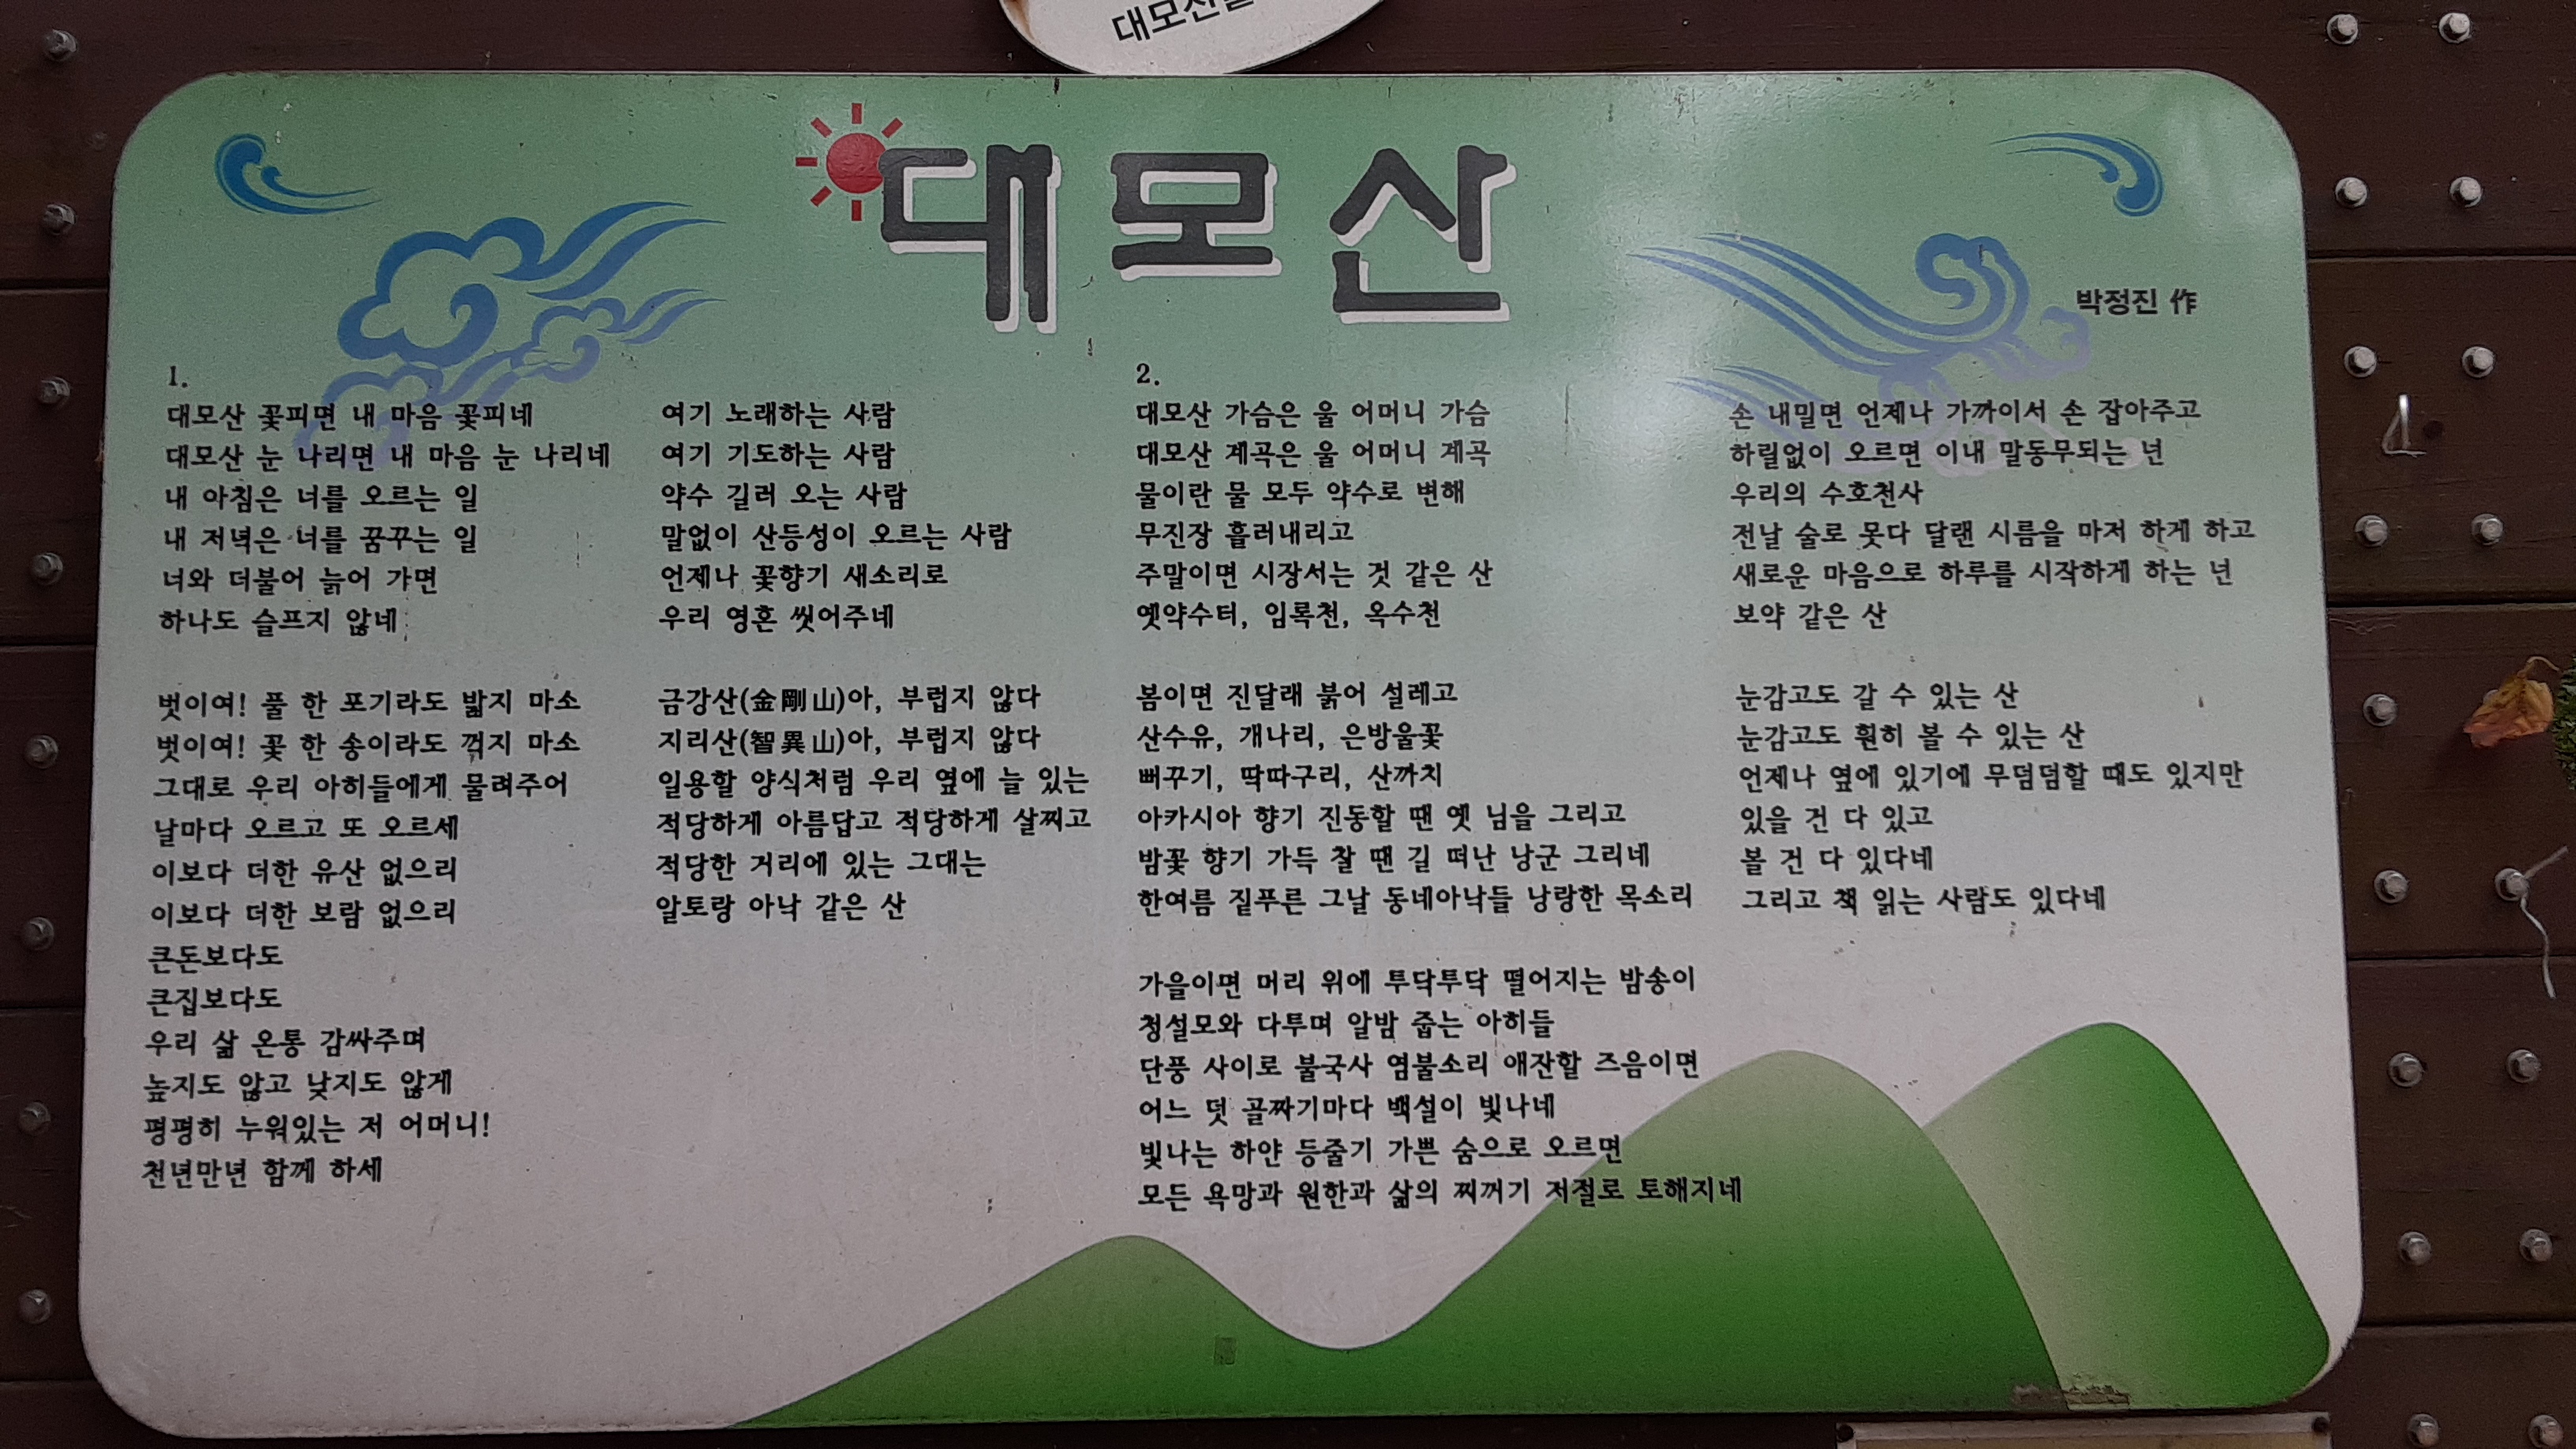 대모산
박정진 作
1.
대모산 꽃피면 내 마음 꽃피네
대모산 눈 나리면 내 마음 눈 나리네
내 아침은 너를 오르는 일
내 저녁은 너를 꿈꾸는 일
너와 더불어 늙어 가면
하나도 슬프지 않네
벗이여! 풀 한 포기라도 밟지 마소
벗이여! 꽃 한 송이라도 꺽지 마소
그대로 우리 아히들에게 물려주어
날마다 오르고 또 오르세
이보다 더한 유산 없으리
이보다 더한 보람 없으리
큰돈보다도
큰집보다도
우리 삶 온통 감싸주며
높지도 않고 낮지도 않게
평평히 누워있는 저 어머니!
천년만년 함께 하세
여기 노래하는 사람
여기 기도하는 사람
약수 길러 오는 사람
말없이 산등성이 오르는 사람
언제나 꽃향기 새소리로
우리 영혼 씻어주네
금강산(金剛山)아, 부럽지 않다
지리산(智異山)아, 부럽지 않다
일용할 양식처럼 우리 옆에 늘 있는
적당하게 아름답고 적당하게 살찌고
적당한 거리에 있는 그대는
알토랑 아낙 같은 산
2.
대모산 가슴은 울 어머니 가슴
대모산 계곡은 울 어머니 계곡
물이란 물 모두 약수로 변해
무진장 흘러내리고
주말이면 시장서는 것 같은 산
옛약수터, 임록천, 옥수천
봄이면 진달래 붉어 설레고
산수유, 개나리, 은방울꽃
뻐꾸기, 딱따구리, 산까치
아카시아 향기 진동할 땐 옛 님을 그리고
밤꽃 향기 가득 찰 땐 길 떠난 낭군 그리네
한여름 짙푸른 그날 동네아낙들 낭랑한 목소리
가을이면 머리 위에 투닥투닥 떨어지는 밤송이
청설모와 다투며 알밤 줍는 아히들
단풍 사이로 불국사 염불소리 애잔할 즈음이면
어느 덧 골짜기마다 백설이 빛나네
빛나는 하얀 등줄기 가쁜 숨으로 오르면
모든 욕망과 원한과 삶의 찌꺼기 저절로 토해지네
손 내밀면 언제나 가까이서 손 잡아주고
하릴없이 오르면 이내 말동무되는 넌
우리의 수호천사
전날 술로 못다 달랜 시름을 마저 하게 하고
새로운 마음으로 하루를 시작하게 하는 넌
보약 같은 산
눈감고도 갈 수 있는 산
눈감고도 훤히 볼 수 있는 산
언제나 옆에 있기에 무덤덤할 때도 있지만
있을 건 다 있고
볼 건 다 있다네
그리고 책 읽는 사람도 있다네